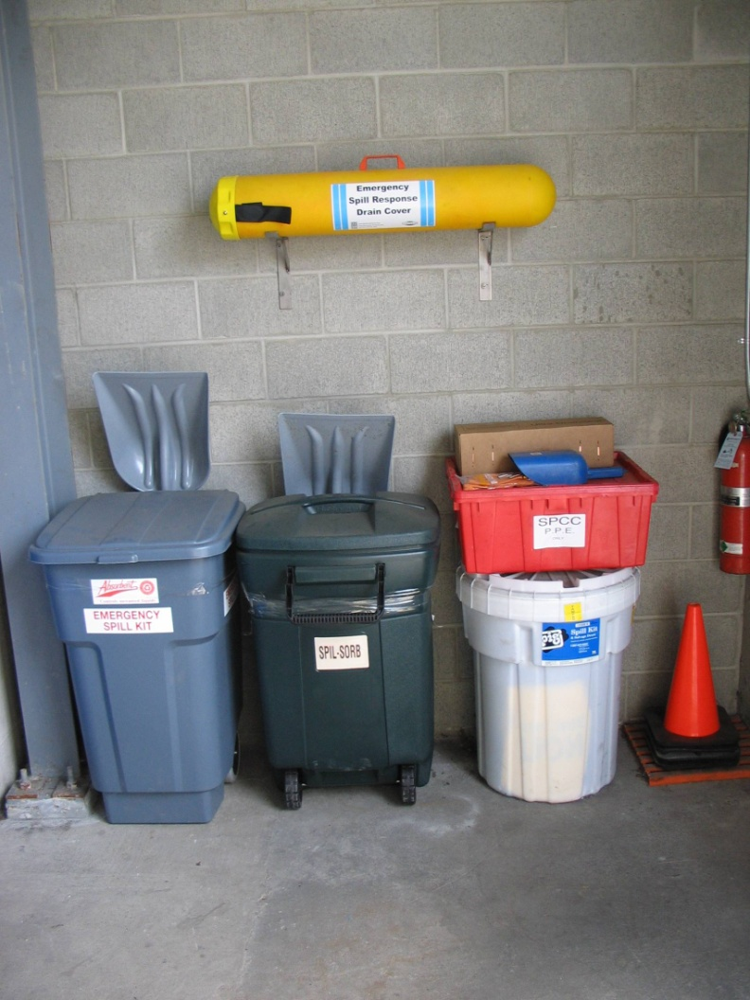 Emergency
Spill Response
Drain Cover
Absorbent
EMERGENCY
SPILL KIT
SPIL-SORB
SPCC
P.P.E.
pig
Spill Kit